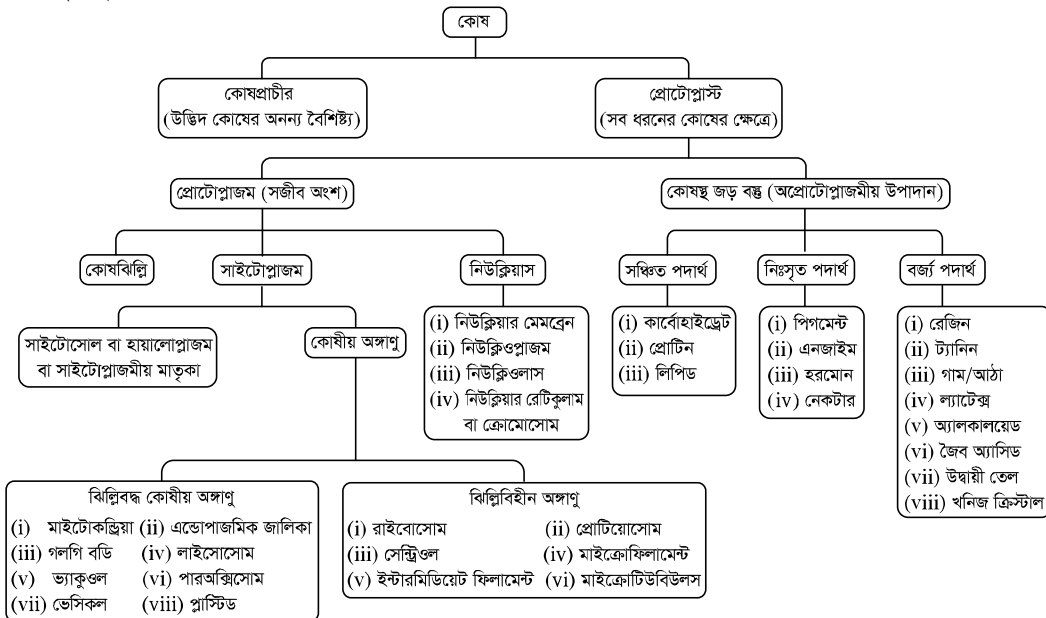 কোষ
কোষপ্রাচীর
(উদ্ভিদ কোষের অনন্য বৈশিষ্ট্য)
প্রোটোপ্লাস্ট
(সব ধরনের কোষের ক্ষেত্রে)
প্রোটোপ্লাজম (সজীব অংশ)
কোষস্থ জড় বস্তু (অপ্রোটোপ্লাজমীয় উপাদান)
কোষঝিল্লি
সাইটোপ্লাজম
নিউক্লিয়াস
সঞ্চিত পদার্থ
নিঃসৃত পদার্থ
বর্জ্য পদার্থ
সাইটোসোল বা হায়ালোপ্লাজম
বা সাইটোপ্লাজমীয় মাতৃকা
কোষীয় অঙ্গাণু
(i) নিউক্লিয়ার মেমব্রেন
(ii) নিউক্লিওপ্লাজম
(iii) নিউক্লিওলাস
(iv) নিউক্লিয়ার রেটিকুলাম
বা ক্রোমোসোম
(i) কার্বোহাইড্রেট
(ii) প্রোটিন
(iii) লিপিড
(i) পিগমেন্ট
(ii) এনজাইম
(iii) হরমোন
(iv) নেকটার
(i) রেজিন
(ii) ট্যানিন
(iii) গাম/আঠা
(iv) ল্যাটেক্স
(v) অ্যালকালয়েড
(vi) জৈব অ্যাসিড
(vii) উদ্বায়ী তেল
(viii) খনিজ ক্রিস্টাল
ঝিল্লিবদ্ধ কোষীয় অঙ্গাণু
(i) মাইটোকন্ড্রিয়া (ii) এন্ডোপাজমিক জালিকা
(iii) গলগি বডি (iv) লাইসোসোম
(v) ভ্যাকুওল (vi) পারঅক্সিসোম
(vii) ভেসিকল (viii) প্লাস্টিড
ঝিল্লিবিহীন অঙ্গাণু
(i) রাইবোসোম (ii) প্রোটিয়োসোম
(iii) সেন্ট্রিওল (iv) মাইক্রোফিলামেন্ট
(v) ইন্টারমিডিয়েট ফিলামেন্ট (vi) মাইক্রোটিউবিউলস